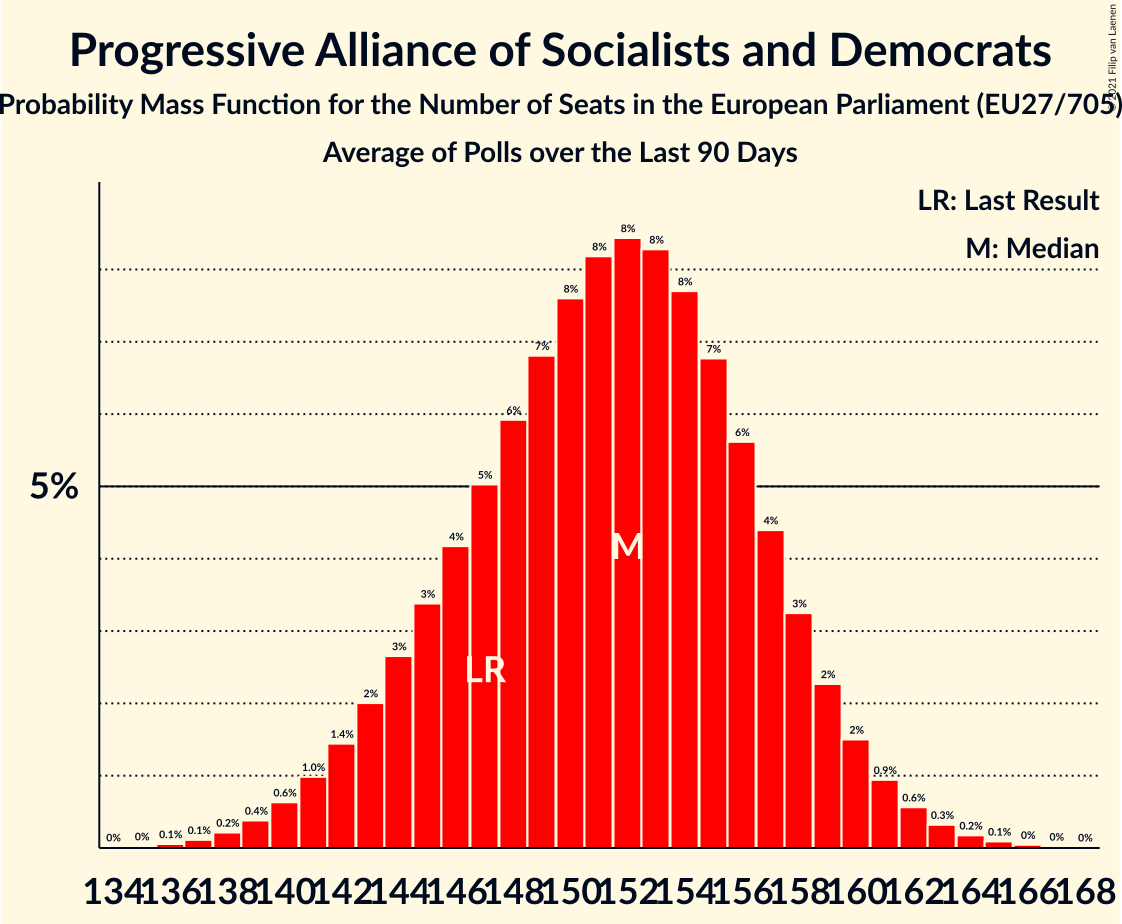 Progressive Alliance of Socialists and Democrats
Probability Mass Function for the Number of Seats in the European Parliament (EU27/705)
Average of Polls over the Last 90 Days
© 2021 Filip van Laenen
LR: Last Result
M: Median
5%
0% 0% 0.1% 0.1% 0.2% 0.4% 0.6% 1.0% 1.4% 2% 3% 3% 4% 5% 6% 7% 8% 8% 8% 8% 8% 7% 6% 4% 3% 2% 2% 0.9% 0.6% 0.3% 0.2% 0.1% 0% 0% 0%
M
LR
134 136 138 140 142 144 146 148 150 152 154 156 158 160 162 164 166 168